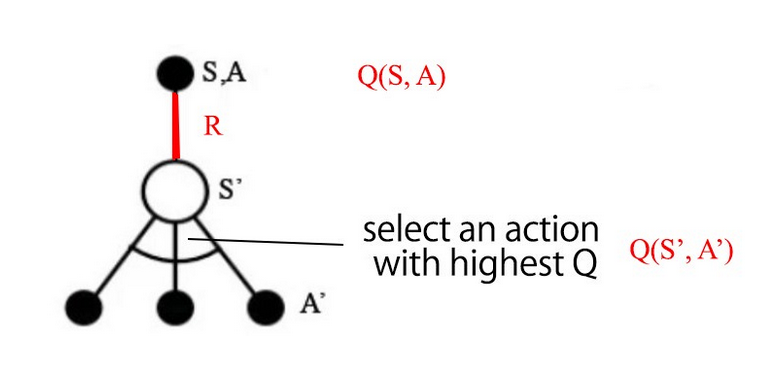 S,A
Q(S, A)
R
S’
select an action
with highest Q
Q(S’, A’)
A’